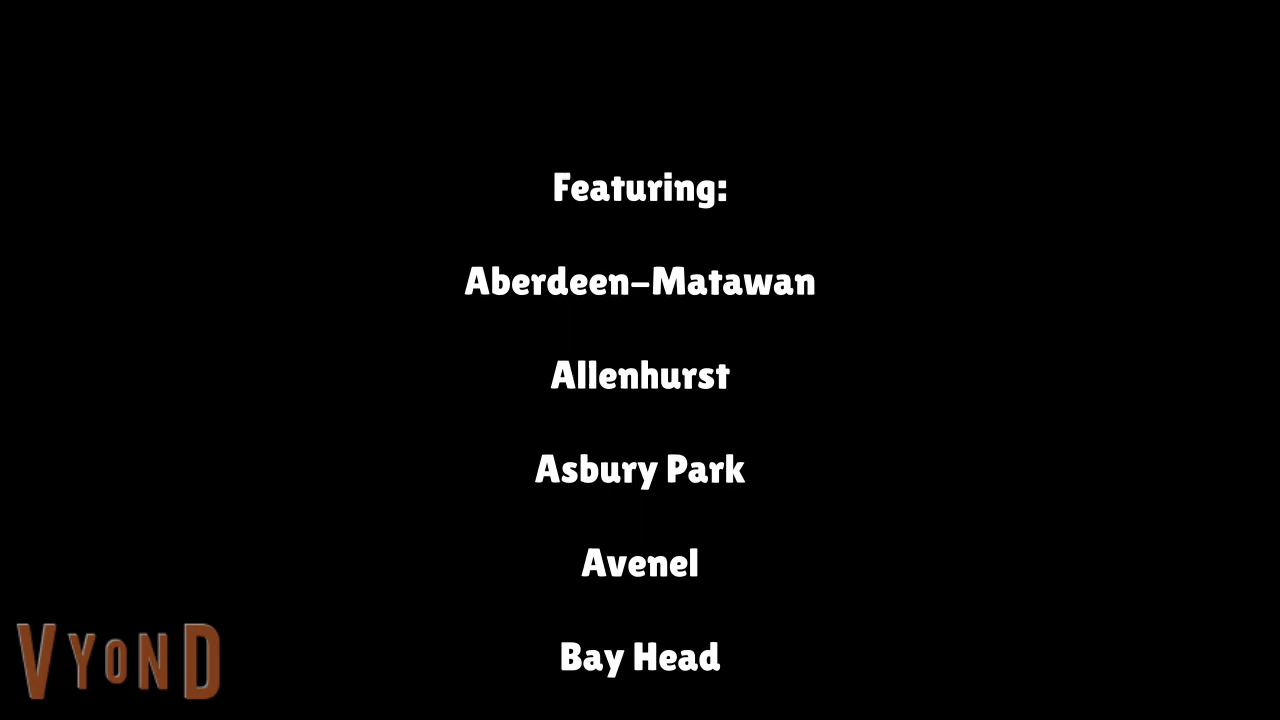 Featuring:
Aberdeen-Matawan
Allenhurst
Asbury Park
Avenel
Bay Head
VYOND